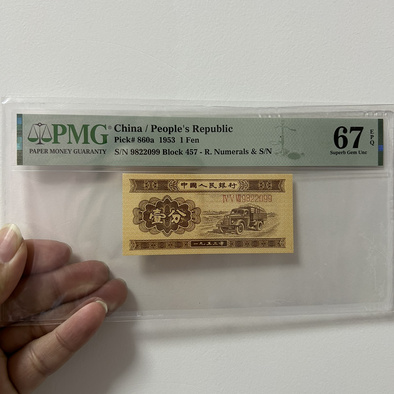 PMG
PAPER MONEY GUARANTY
China / People's Republic
Pick# 860a 1953 1 Fen
S/N 9822099 Block 457 - R. Numerals & S/N
67
EPQ
Superb Gem Unc
中国人民银行
IV V VII 9822099
壹分
一九五三年